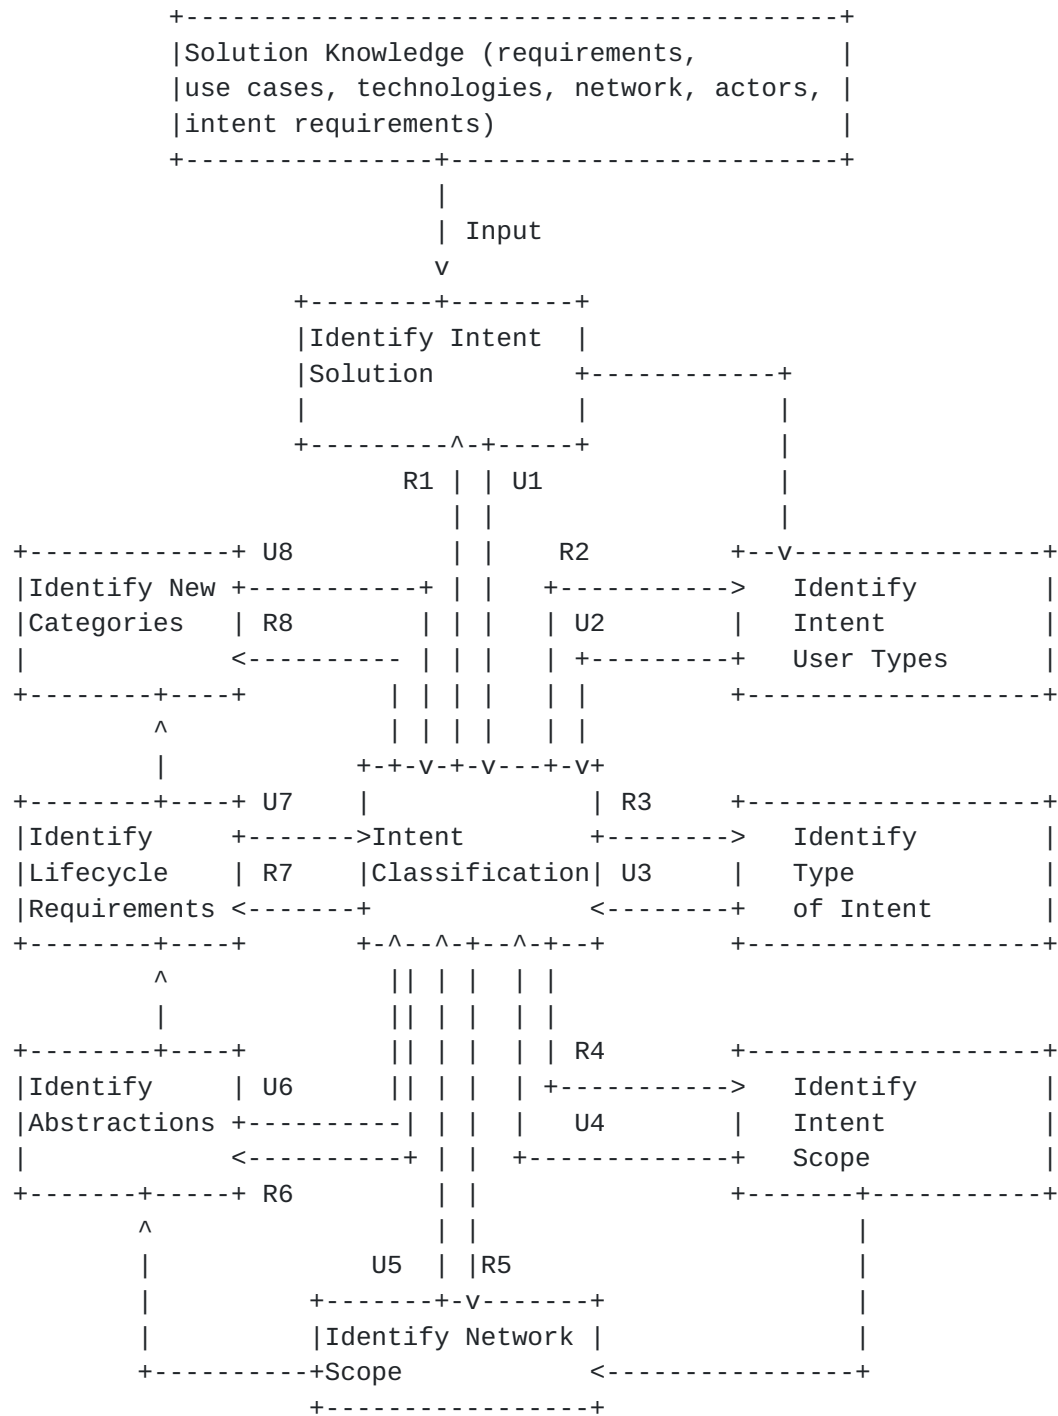 Solution Knowledge (requirements,
use cases, technologies, network, actors,
intent requirements)
Input
Identify Intent
Solution
R1 U1
U8 R2
Identify New Identify
Categories R8 U2 Intent
User Types
U7 R3
Identify Intent Identify
Lifecycle R7 Classification U3 Type
Requirements of Intent
R4
Identify U6 Identify
Abstractions U4 Intent
Scope
R6
U5 R5
Identify Network
Scope